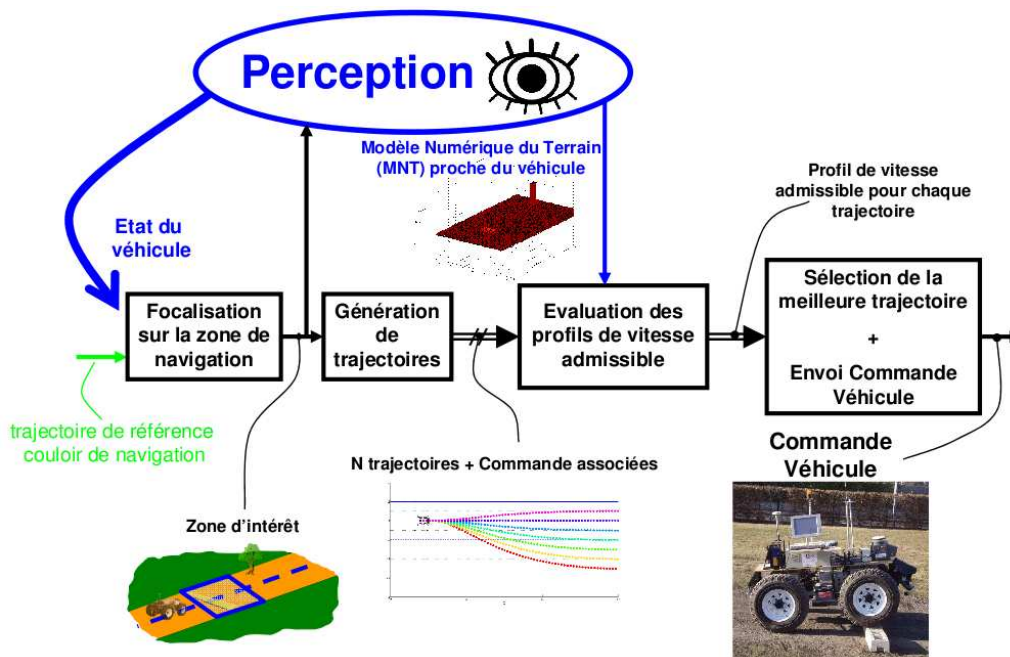 Perception
Modèle Numérique du Terrain
(MNT) proche du véhicule
Profil de vitesse
admissible pour chaque
trajectoire
Etat du
véhicule
Focalisation
sur la zone de
navigation
Génération
de
trajectoires
Evaluation des
profils de vitesse
admissible
Sélection de la
meilleure trajectoire
+
Envoi Commande
Véhicule
trajectoire de référence
couloir de navigation
N trajectoires + Commande associées
Commande
Véhicule
Zone d'intérêt